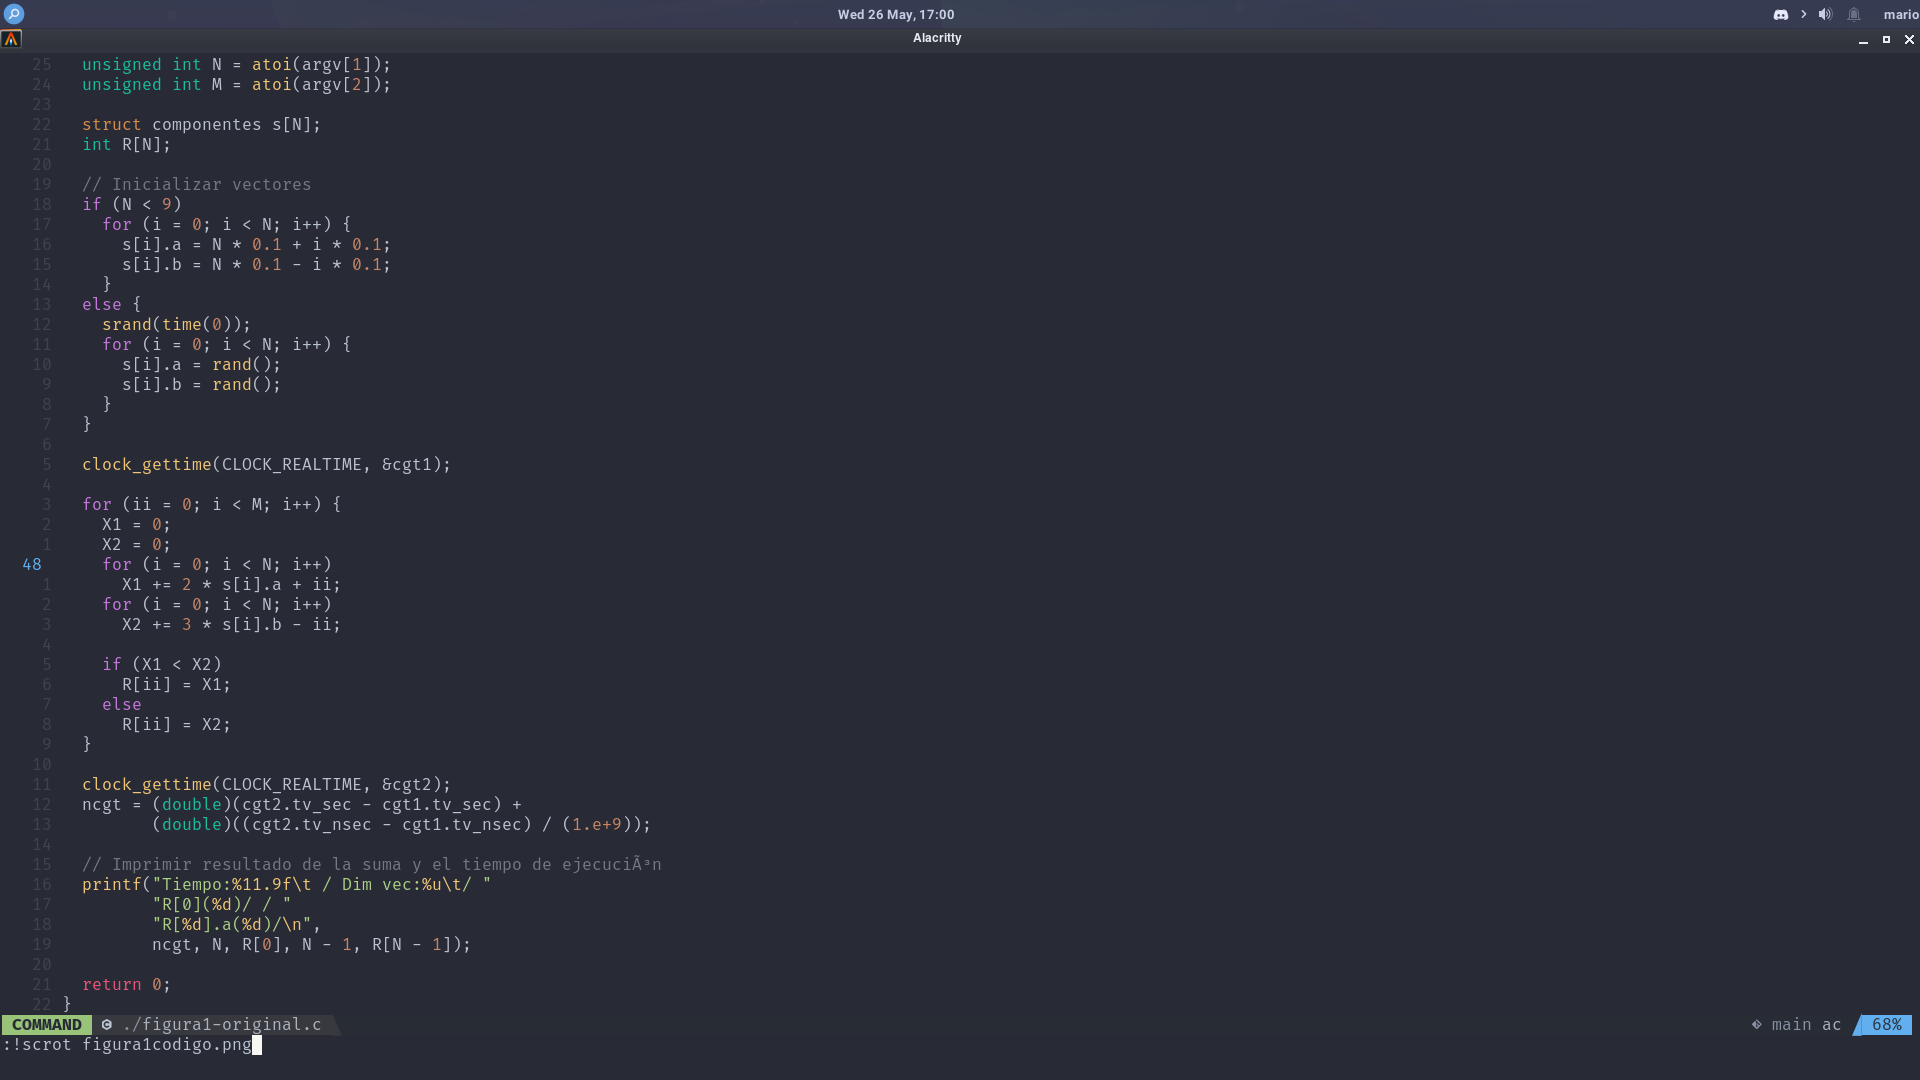 Wed 26 May, 17:00
mario
Alacritty
25 unsigned int N = atoi(argv[1]);
24 unsigned int M = atoi(argv[2]);
23
22 struct componentes s[N];
21 int R[N];
20
19 // Inicializar vectores
18 if (N < 9)
17 for (i = 0; i < N; i++) {
16 s[i].a = N * 0.1 + i * 0.1;
15 s[i].b = N * 0.1 - i * 0.1;
14 }
13 else {
12 srand(time(0));
11 for (i = 0; i < N; i++) {
10 s[i].a = rand();
9 s[i].b = rand();
8 }
7 }
6
5 clock_gettime(CLOCK_REALTIME, &cgt1);
4
3 for (ii = 0; i < M; i++) {
2 X1 = 0;
1 X2 = 0;
48 for (i = 0; i < N; i++)
1 X1 += 2 * s[i].a + ii;
2 for (i = 0; i < N; i++)
3 X2 += 3 * s[i].b - ii;
4
5 if (X1 < X2)
6 R[ii] = X1;
7 else
8 R[ii] = X2;
9 }
10
11 clock_gettime(CLOCK_REALTIME, &cgt2);
12 ncgt = (double)(cgt2.tv_sec - cgt1.tv_sec) +
13 (double)((cgt2.tv_nsec - cgt1.tv_nsec) / (1.e+9));
14
15 // Imprimir resultado de la suma y el tiempo de ejecuciÃ³n
16 printf("Tiempo:%11.9f\t / Dim vec:%u\t/ "
17 "R[0](%d)/ / "
18 "R[%d].a(%d)/\n",
19 ncgt, N, R[0], N - 1, R[N - 1]);
20
21 return 0;
22 }
COMMAND ./figura1-original.c main ac 68%
:!scrot figura1codigo.png